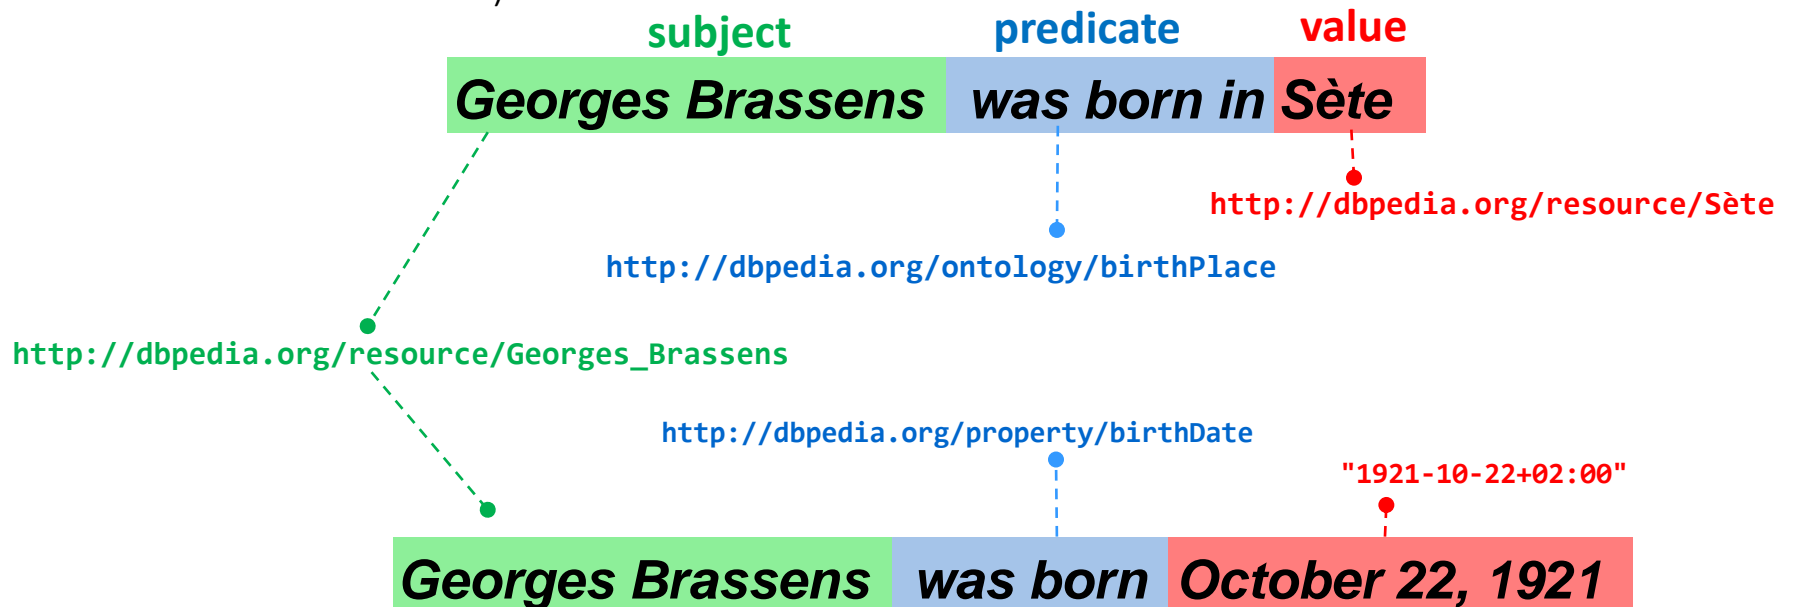 subject predicate value
Georges Brassens was born in Sète
http://dbpedia.org/resource/Sète
http://dbpedia.org/ontology/birthPlace
http://dbpedia.org/resource/Georges_Brassens
http://dbpedia.org/property/birthDate
"1921-10-22+02:00"
Georges Brassens was born October 22, 1921